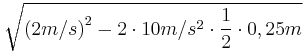 √((2m/s)² − 2 · 10m/s² · 1/2 · 0,25m)